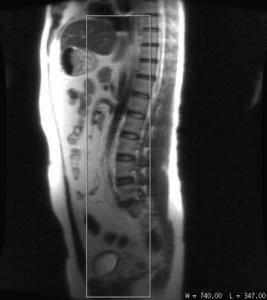 W = 740.00 L = 347.00